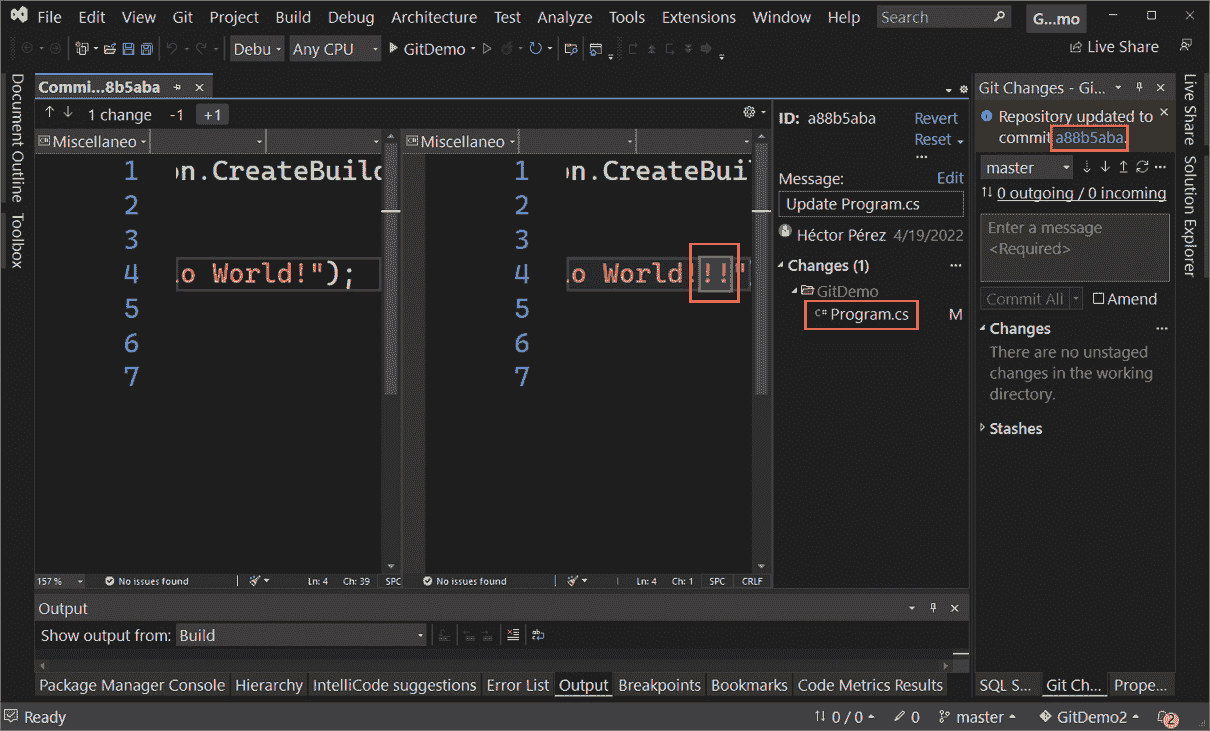 File Edit View Git Project Build Debug Architecture Test Analyze Tools Extensions Window Help Search G...mo
Debu Any CPU GitDemo Live Share
Document Outline
Toolbox
Commi...8b5aba
1 change -1 +1
Miscellaneo
1 n.CreateBuild
2
3
4 o World!");
5
6
7
157 % No issues found Ln: 4 Ch: 39 SPC
Miscellaneo
1 n.CreateBui
2
3
4 o World!!!"
5
6
7
No issues found Ln: 4 Ch: 1 SPC CRLF
ID: a88b5aba Revert
Reset
...
Message: Edit
Update Program.cs
Héctor Pérez 4/19/2022
Changes (1) ...
GitDemo
C# Program.cs M
Git Changes - Gi...
Repository updated to
commit a88b5aba.
master ...
0 outgoing / 0 incoming
Enter a message
<Required>
Commit All Amend
Changes ...
There are no unstaged
changes in the working
directory.
Stashes
Live Share
Solution Explorer
Output
Show output from: Build
Package Manager Console Hierarchy IntelliCode suggestions Error List Output Breakpoints Bookmarks Code Metrics Results
SQL S... Git Ch... Prope...
Ready 0 / 0 0 master GitDemo2 2